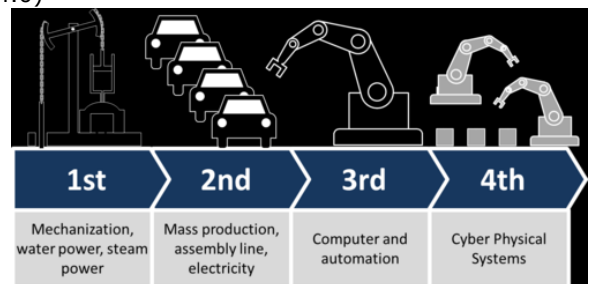 1st
2nd
3rd
4th
Mechanization,
water power, steam
power
Mass production,
assembly line,
electricity
Computer and
automation
Cyber Physical
Systems